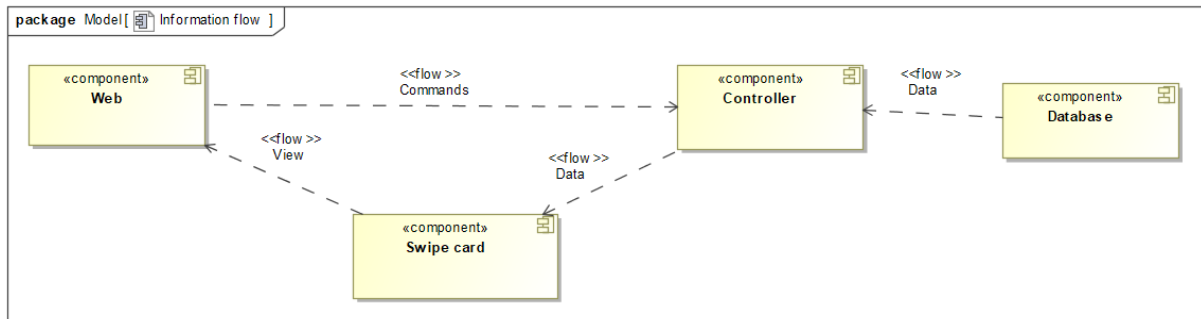 package Model [ Information flow ]
«component»
Web
<<flow >>
Commands
«component»
Controller
<<flow >>
Data
«component»
Database
<<flow >>
View
<<flow >>
Data
«component»
Swipe card